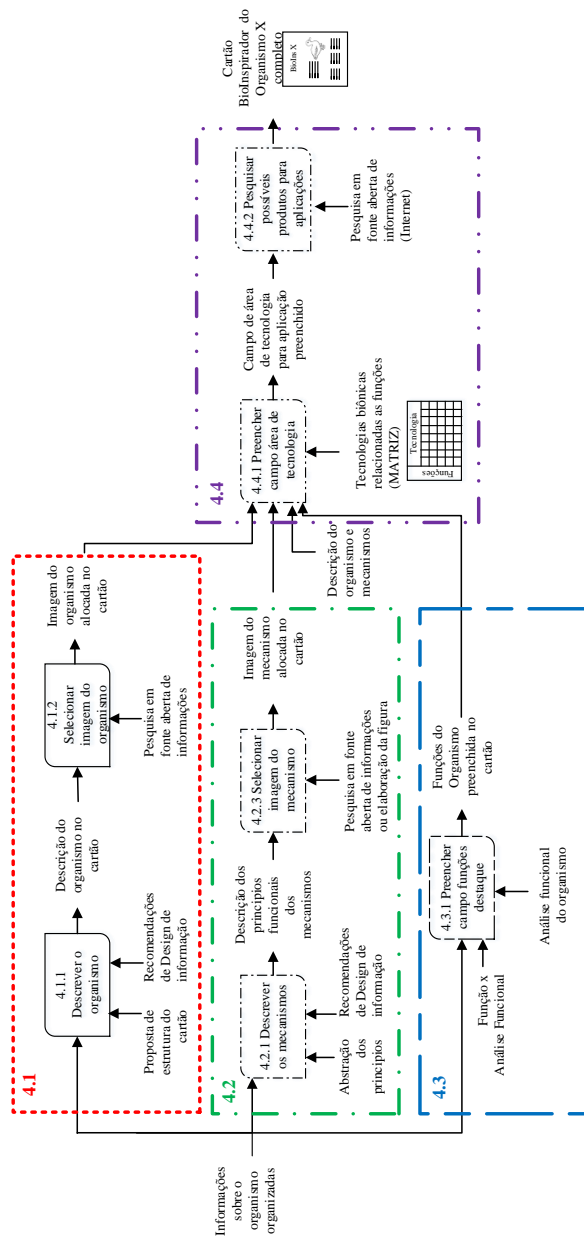 Informações
sobre o
organismo
organizadas
4.1
4.1.1
Descrever o
organismo
Proposta de
estrutura do
cartão
Recomendações
de Design de
informação
Descrição do
organismo no
cartão
4.1.2
Selecionar
imagem do
organismo
Pesquisa em
fonte aberta de
informações
Imagem do
organismo
alocada no
cartão
4.2
4.2.1 Descrever
os mecanismos
Abstração
dos
principios
Recomendações
de Design de
informação
Descrição dos
princípios
funcionais
dos
mecanismos
4.2.3 Selecionar
imagem do
mecanismo
Pesquisa em fonte
aberta de informações
ou elaboração da figura
Imagem do
mecanismo
alocada no
cartão
4.3
Função x
Análise Funcional
4.3.1 Preencher
campo funções
destaque
Análise funcional
do organismo
Funções do
Organismo
preenchida no
cartão
4.4
Descrição do
organismo e
mecanismos
4.4.1 Preencher
campo área de
tecnologia
Tecnologias biônicas
relacionadas as funções
(MATRIZ)
Tecnologia
Funções
Campo de área
de tecnologia
para aplicação
preenchido
4.4.2 Pesquisar
possíveis
produtos para
aplicações
Pesquisa em
fonte aberta de
informações
(Internet)
Cartão
BioInspirador do
Organismo X
completo
BioIns X